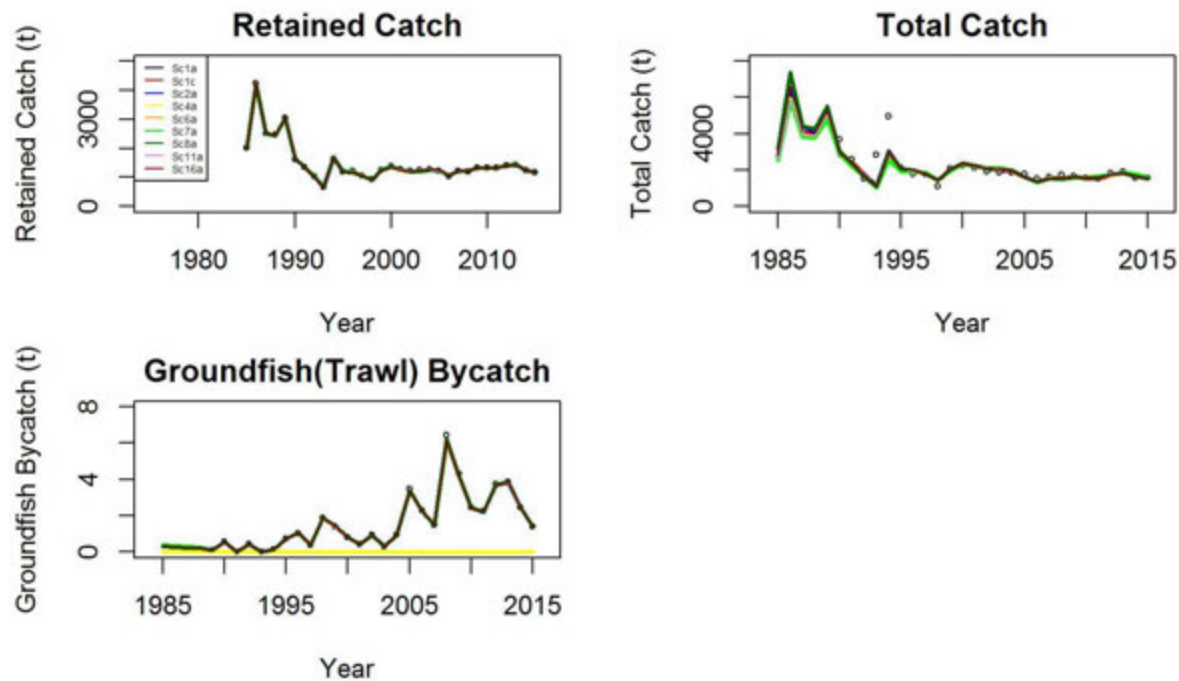 Retained Catch
Retained Catch (t)
3000
0
Sc1a
Sc1c
Sc2a
Sc4a
Sc6a
Sc7a
Sc8a
Sc11a
Sc16a
1980 1990 2000 2010
Year
Total Catch
Total Catch (t)
4000
0
1985 1995 2005 2015
Year
Groundfish(Trawl) Bycatch
Groundfish Bycatch (t)
8
4
0
1985 1995 2005 2015
Year